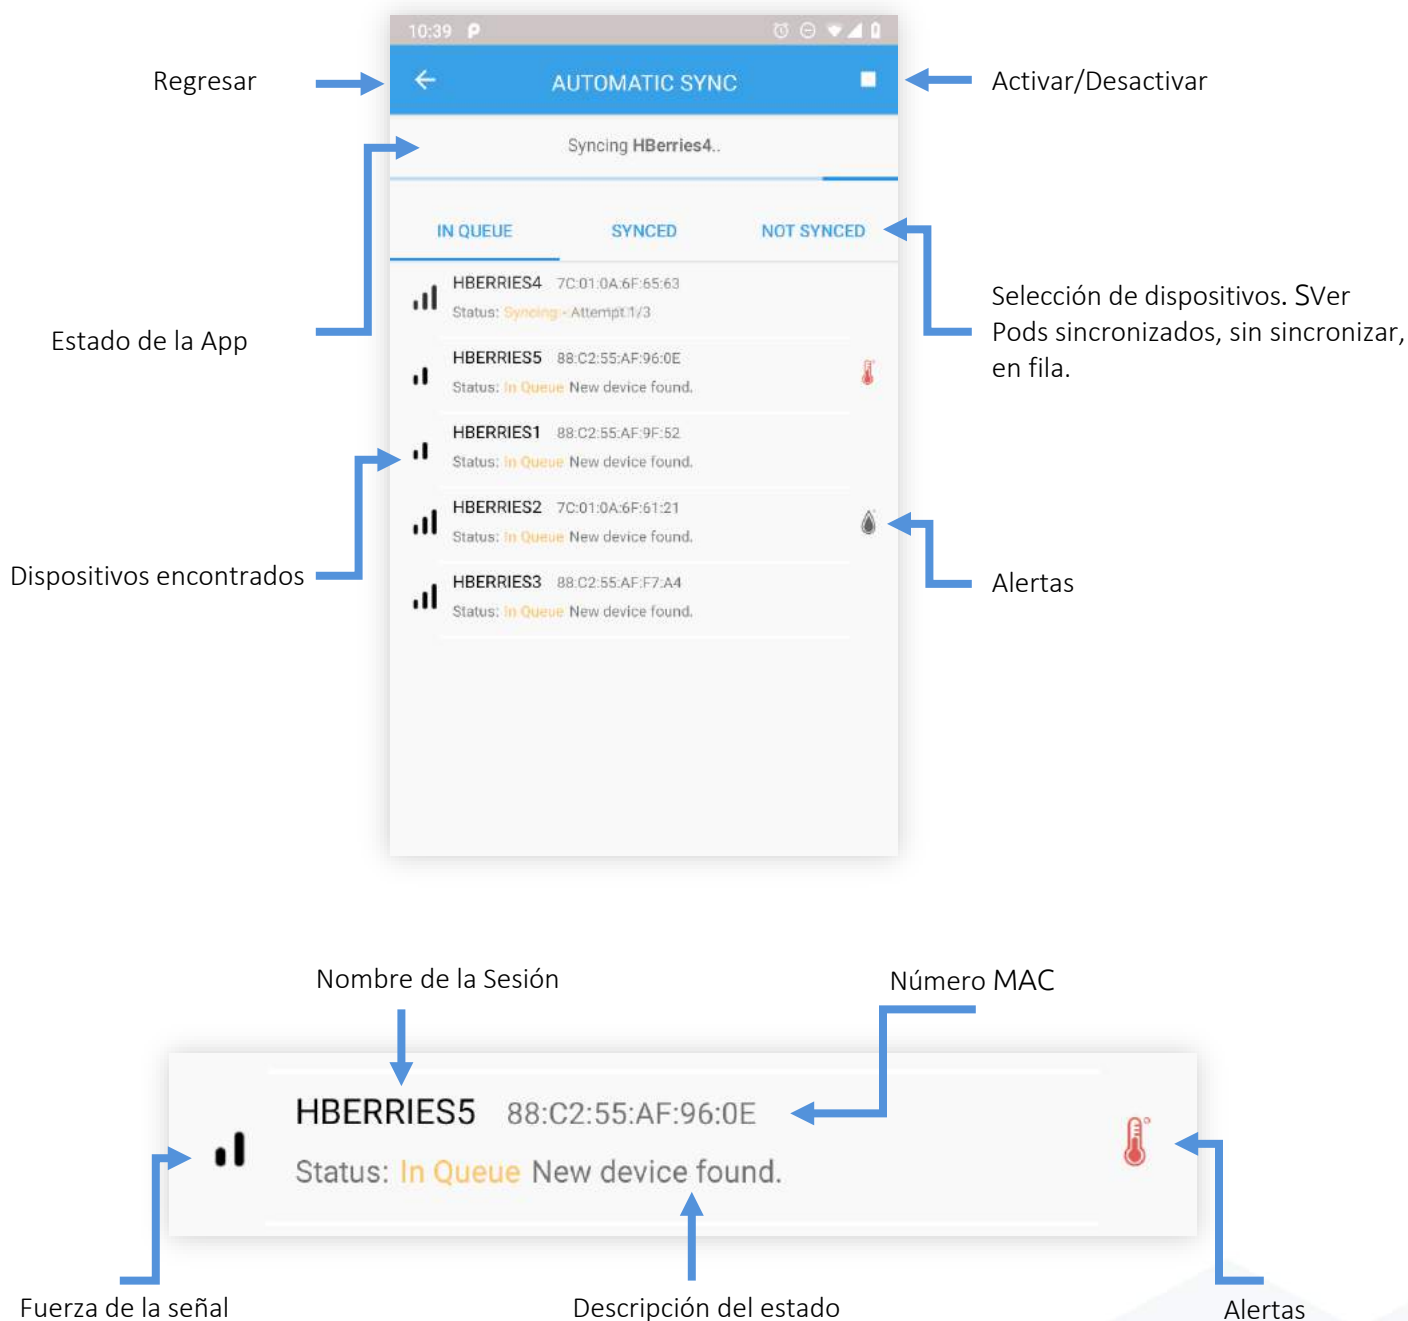 10:39
AUTOMATIC SYNC
Regresar
Activar/Desactivar
Syncing HBerries4..
IN QUEUE SYNCED NOT SYNCED
HBERRIES4 7C:01:0A:6F:65:63
Status: Syncing - Attempt 1/3
Selección de dispositivos. SVer
Pods sincronizados, sin sincronizar,
en fila.
Estado de la App
HBERRIES5 88:C2:55:AF:96:0E
Status: In Queue New device found.
HBERRIES1 88:C2:55:AF:9F:52
Status: In Queue New device found.
HBERRIES2 7C:01:0A:6F:61:21
Status: In Queue New device found.
Dispositivos encontrados
HBERRIES3 88:C2:55:AF:F7:A4
Status: In Queue New device found.
Alertas
Nombre de la Sesión
Número MAC
HBERRIES5 88:C2:55:AF:96:0E
Status: In Queue New device found.
Fuerza de la señal
Descripción del estado
Alertas